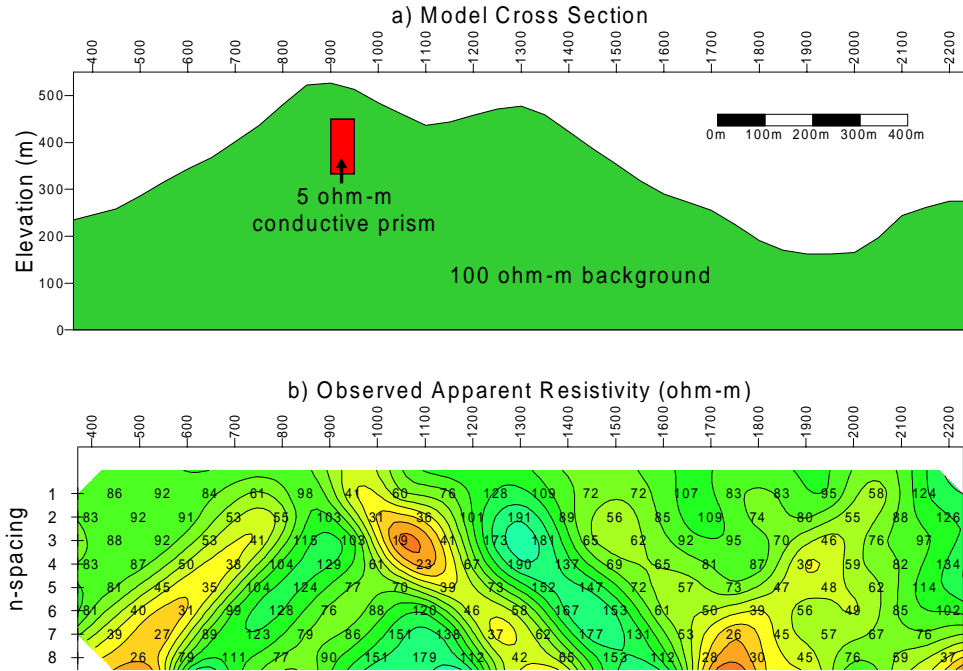 a) Model Cross Section
400 500 600 700 800 900 1000 1100 1200 1300 1400 1500 1600 1700 1800 1900 2000 2100 2200
500
400
300
200
100
0
Elevation (m)
0m 100m 200m 300m 400m
5 ohm-m
conductive prism
100 ohm-m background
b) Observed Apparent Resistivity (ohm-m)
400 500 600 700 800 900 1000 1100 1200 1300 1400 1500 1600 1700 1800 1900 2000 2100 2200
n-spacing
1 86 92 84 61 98 41 60 76 128 109 72 72 107 83 83 95 58 124
2 83 92 91 53 55 103 31 36 101 191 89 56 85 109 74 80 55 88 126
3 88 92 53 41 115 103 19 41 173 181 65 62 92 95 70 46 76 97
4 83 87 50 38 104 129 61 23 67 190 137 69 65 81 88 39 59 82 134
5 81 45 35 104 124 77 70 39 73 152 147 72 57 73 47 48 62 114
6 81 40 31 99 128 76 88 120 46 58 167 153 61 50 39 56 49 85 102
7 39 27 89 123 79 86 151 138 37 62 177 131 53 26 45 57 67 76
8 26 79 111 77 90 151 179 112 42 65 153 112 28 30 45 76 59 37